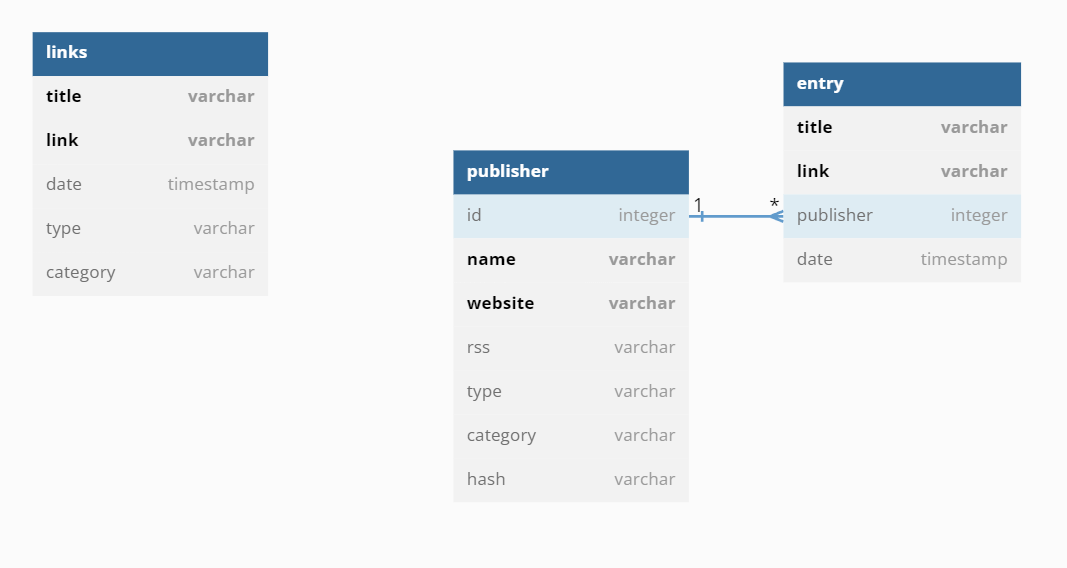 links
title varchar
link varchar
date timestamp
type varchar
category varchar
publisher
id integer
name varchar
website varchar
rss varchar
type varchar
category varchar
hash varchar
1 *
entry
title varchar
link varchar
publisher integer
date timestamp